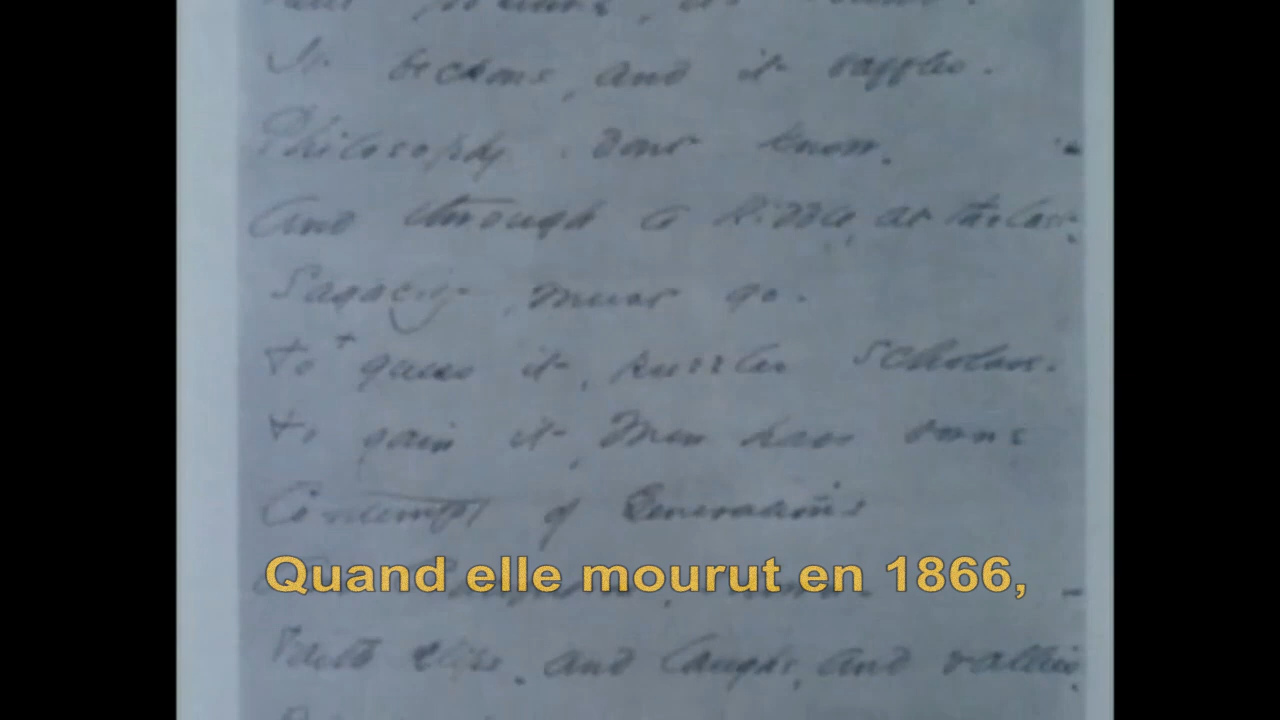 It beckons, and it baffles.
Philosophy, dont know.
And through a Riddle, at the last,
Sagacity, must go.
To + guess it, puzzles Scholars.
To gain it, Men have borne
Contempt of Generations
Quand elle mourut en 1866,
Faith slips, and laughs, and rallies,